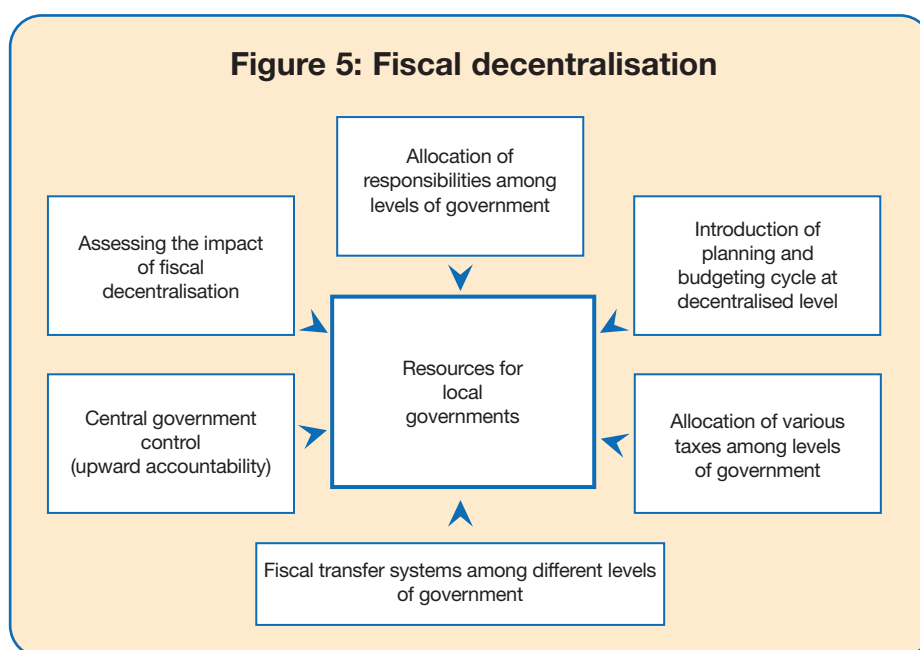 Figure 5: Fiscal decentralisation
Allocation of
responsibilities among
levels of government
Assessing the impact
of fiscal
decentralisation
Introduction of
planning and
budgeting cycle at
decentralised level
Resources for
local
governments
Central government
control
(upward accountability)
Allocation of various
taxes among levels
of government
Fiscal transfer systems among different levels
of government